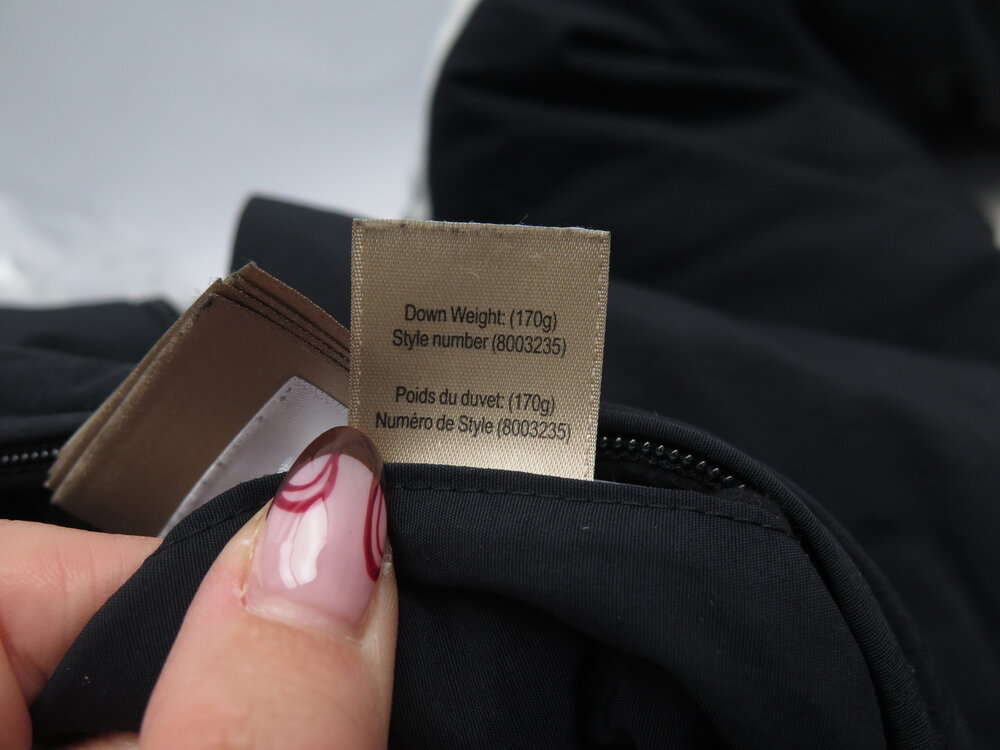 Down Weight: (170g)
Style number (8003235)
Poids du duvet: (170g)
Numéro de Style (8003235)